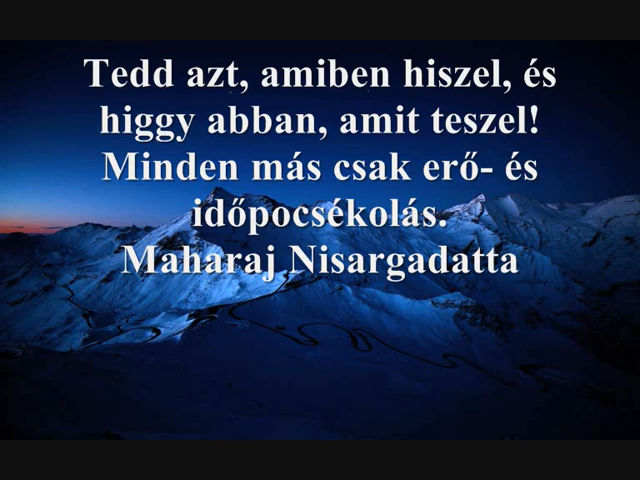 Tedd azt, amiben hiszel, és
higgy abban, amit teszel!
Minden más csak erő- és
időpocsékolás.
Maharaj Nisargadatta